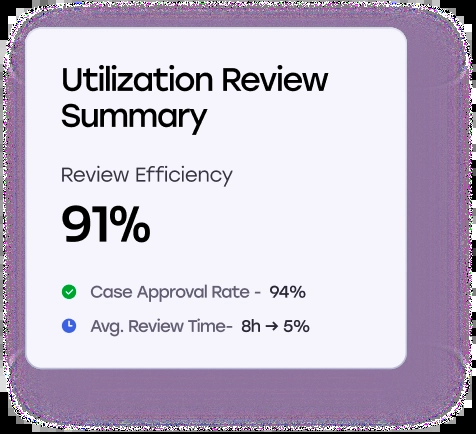 Utilization Review
Summary
Review Efficiency
91%
Case Approval Rate - 94%
Avg. Review Time- 8h → 5%